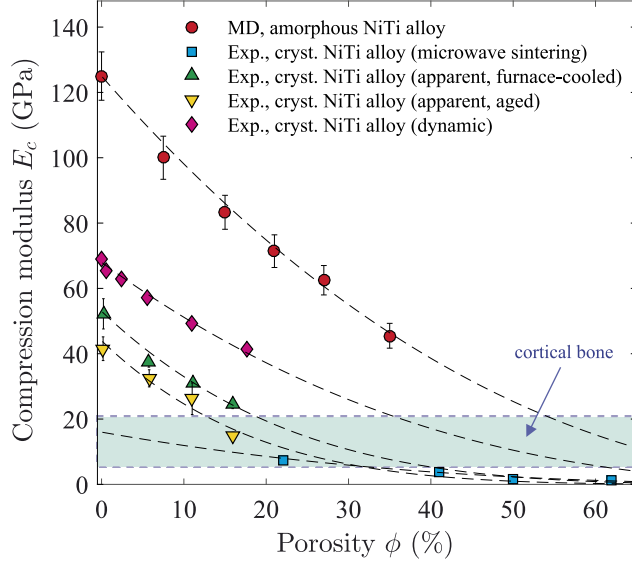 140
120
100
80
60
40
20
0
Compression modulus E_c (GPa)
MD, amorphous NiTi alloy
Exp., cryst. NiTi alloy (microwave sintering)
Exp., cryst. NiTi alloy (apparent, furnace-cooled)
Exp., cryst. NiTi alloy (apparent, aged)
Exp., cryst. NiTi alloy (dynamic)
cortical bone
0 10 20 30 40 50 60
Porosity ϕ (%)